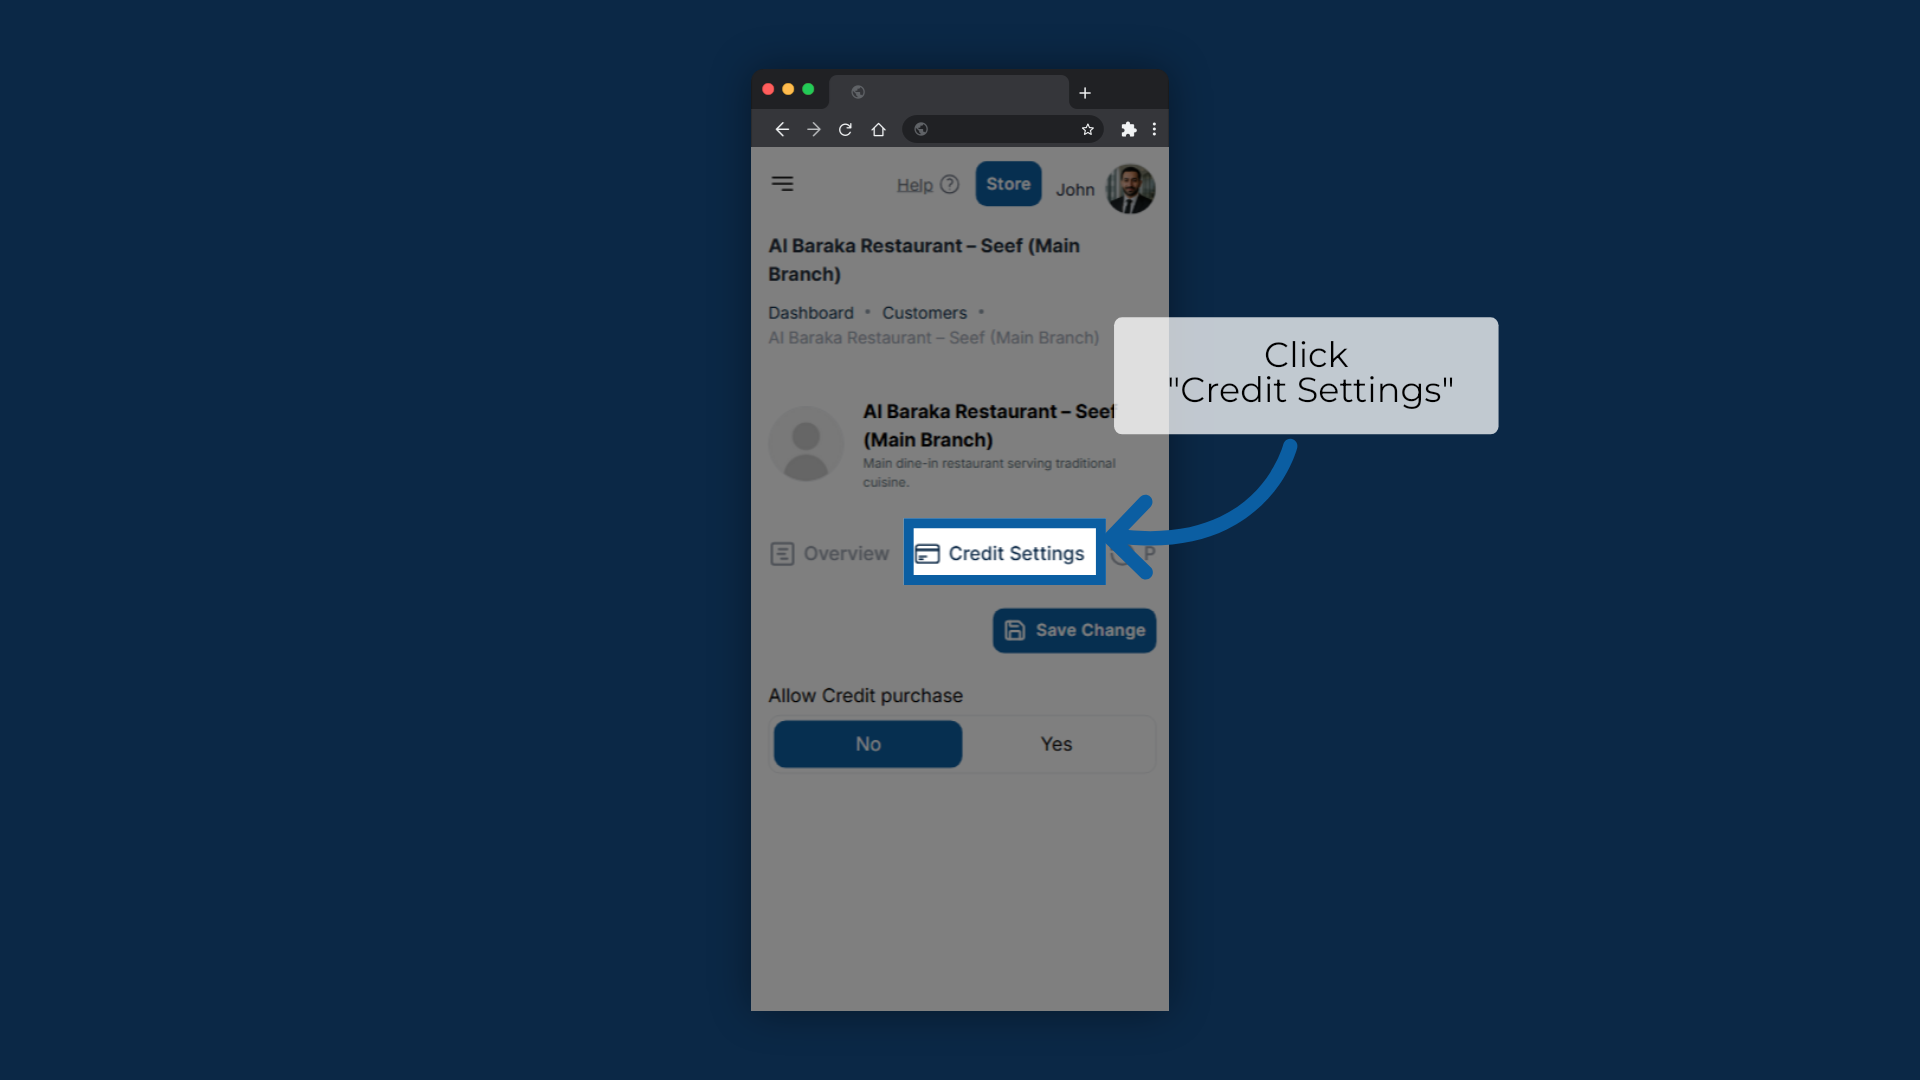 Help
Store
John
Al Baraka Restaurant – Seef (Main
Branch)
Dashboard • Customers •
Al Baraka Restaurant – Seef (Main Branch)
Click
"Credit Settings"
Al Baraka Restaurant – Seef
(Main Branch)
Main dine-in restaurant serving traditional
cuisine.
Overview
Credit Settings
P
Save Change
Allow Credit purchase
No
Yes